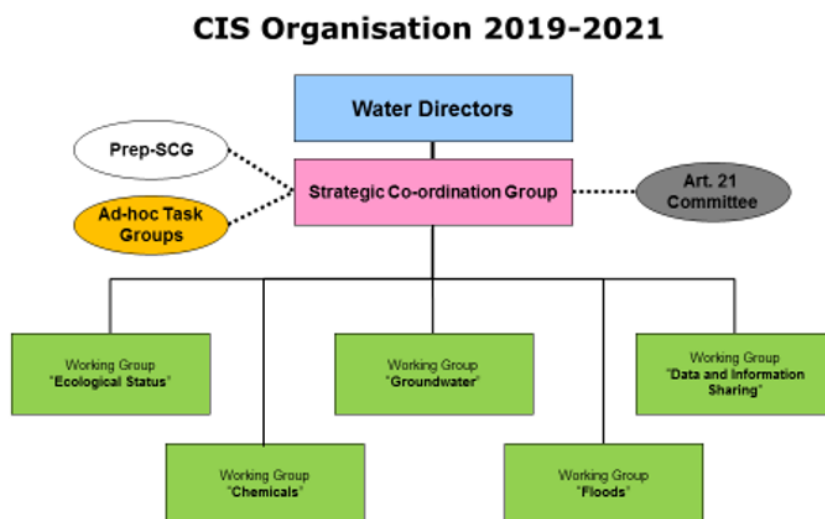 CIS Organisation 2019-2021
Water Directors
Prep-SCG
Strategic Co-ordination Group
Art. 21
Committee
Ad-hoc Task
Groups
Working Group
"Ecological Status"
Working Group
"Groundwater"
Working Group
"Data and Information
Sharing"
Working Group
"Chemicals"
Working Group
"Floods"